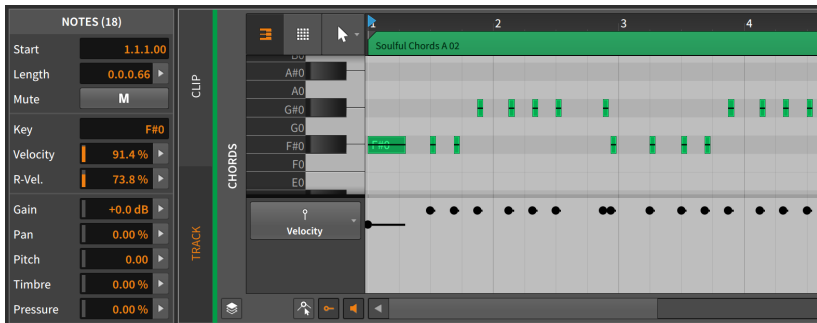 NOTES (18)
Start 1.1.1.00
Length 0.0.0.66
Mute M
Key F#0
Velocity 91.4 %
R-Vel. 73.8 %
Gain +0.0 dB
Pan 0.00 %
Pitch 0.00
Timbre 0.00 %
Pressure 0.00 %
CLIP
TRACK
CHORDS
1 2 3 4
Soulful Chords A 02
B0
A#0
A0
G#0
G0
F#0
F#0
F0
E0
Velocity